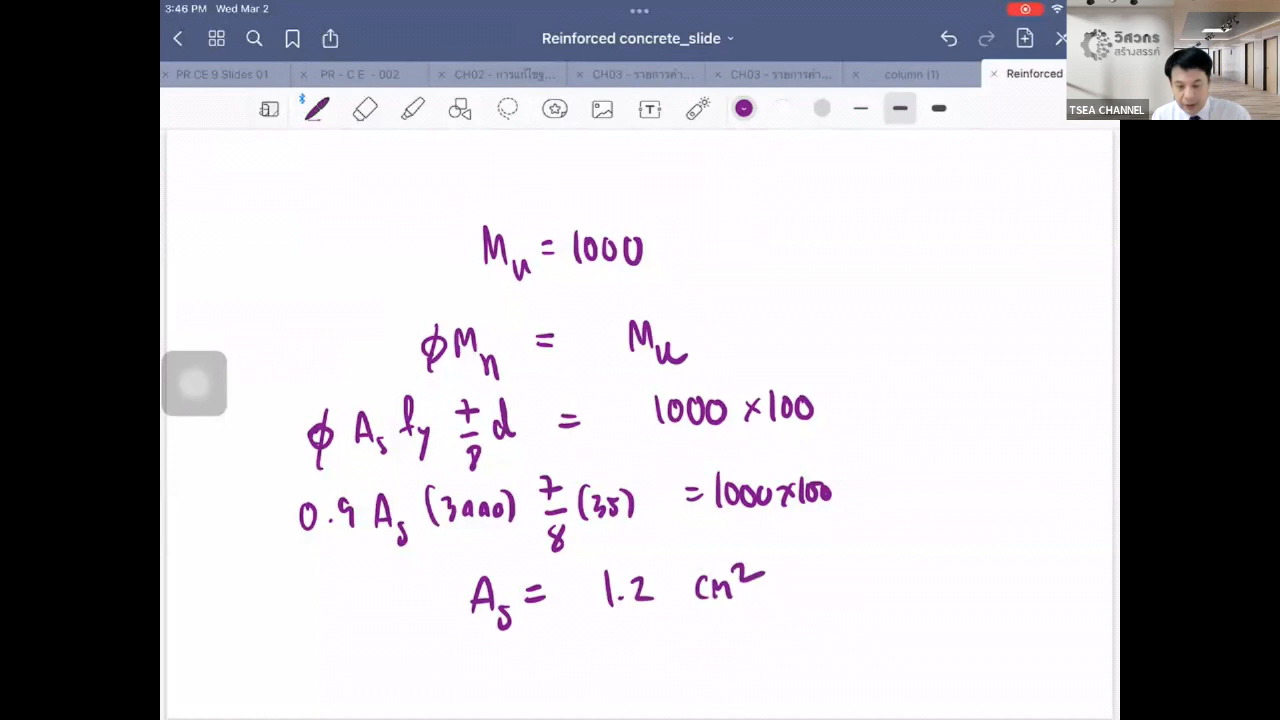 3:46 PM Wed Mar 2
Reinforced concrete_slide
PR CE 9 Slides 01
PR - C E - 002
CH02 - การแก้ไขฐ...
CH03 - รายการคำ...
CH03 - รายการคำ...
column (1)
Reinforced
วิศวกร
สร้างสรรค์
TSEA CHANNEL
Mu = 1000
φMn = Mu
φ As fy 7/8 d = 1000 × 100
0.9 As (3000) 7/8 (35) = 1000×100
As = 1.2 cm²